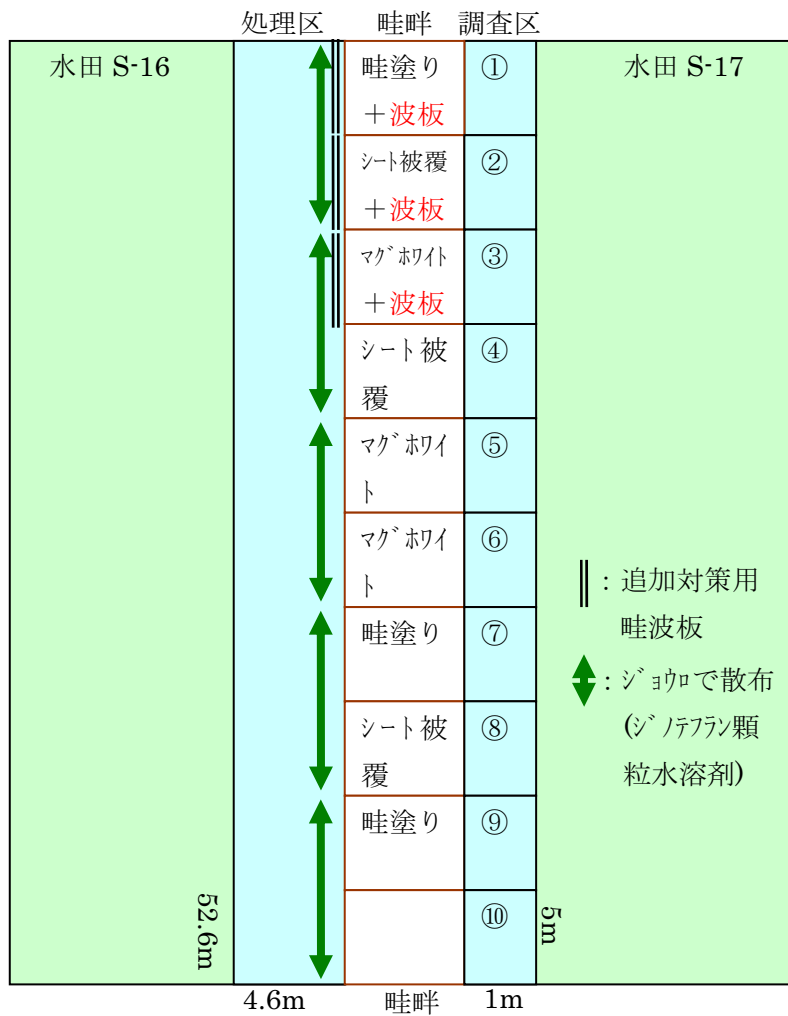 処理区 畦畔 調査区
水田 S-16
水田 S-17
畦塗り
＋波板
①
シート被覆
＋波板
②
マグホワイト
＋波板
③
シート被
覆
④
マグホワイ
ト
⑤
マグホワイ
ト
⑥
畦塗り
⑦
シート被
覆
⑧
畦塗り
⑨
⑩
：追加対策用
畦波板
：ジョウロで散布
(ジノテフラン顆
粒水溶剤)
52.6m
5m
4.6m 畦畔 1m